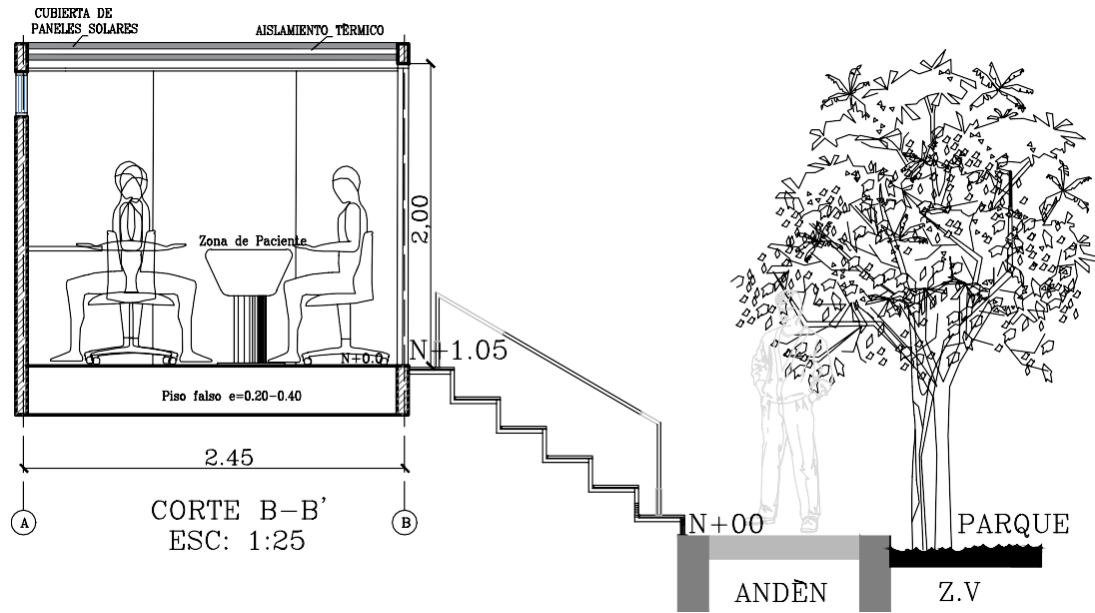 CUBIERTA DE
PANELES SOLARES
AISLAMIENTO TÈRMICO
2,00
Zona de Paciente
N+0.0
N+1.05
Piso falso e=0.20-0.40
2.45
A
B
CORTE B-B'
ESC: 1:25
N+00
PARQUE
ANDÈN
Z.V